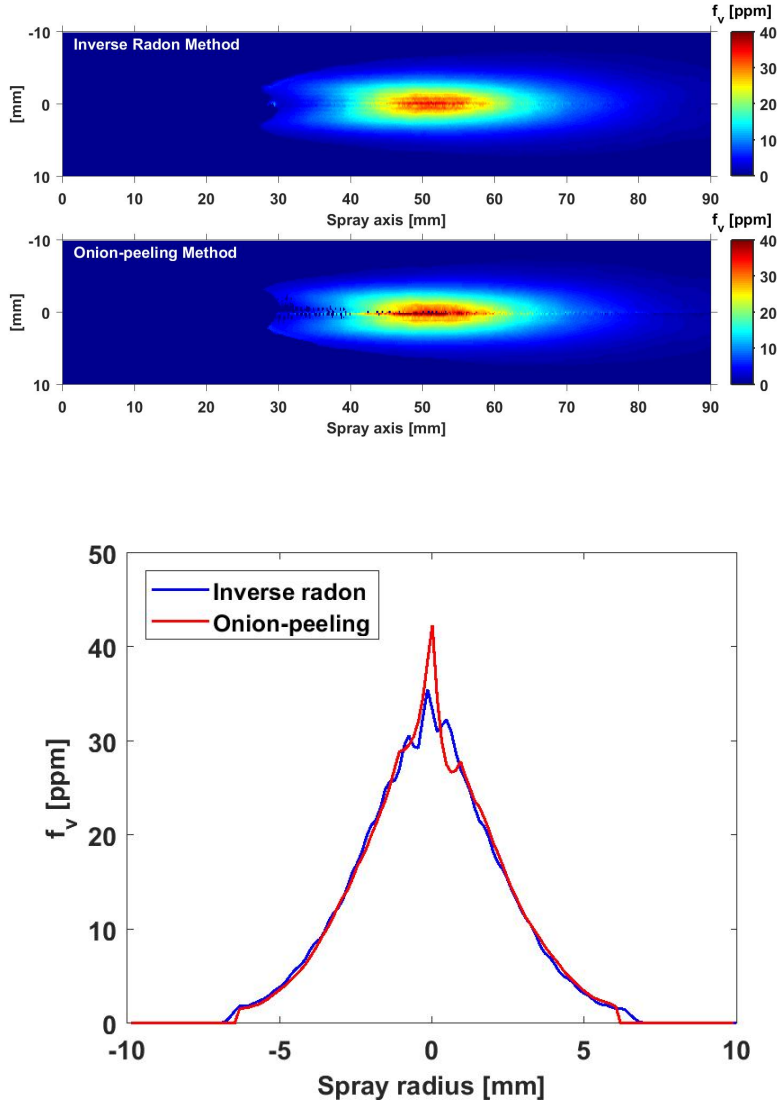 f_v [ppm]
Inverse Radon Method
-10
0
10
[mm]
40
30
20
10
0
0 10 20 30 40 50 60 70 80 90
Spray axis [mm]
f_v [ppm]
Onion-peeling Method
-10
0
10
[mm]
40
30
20
10
0
0 10 20 30 40 50 60 70 80 90
Spray axis [mm]
50
40
30
20
10
0
f_v [ppm]
Inverse radon
Onion-peeling
-10 -5 0 5 10
Spray radius [mm]